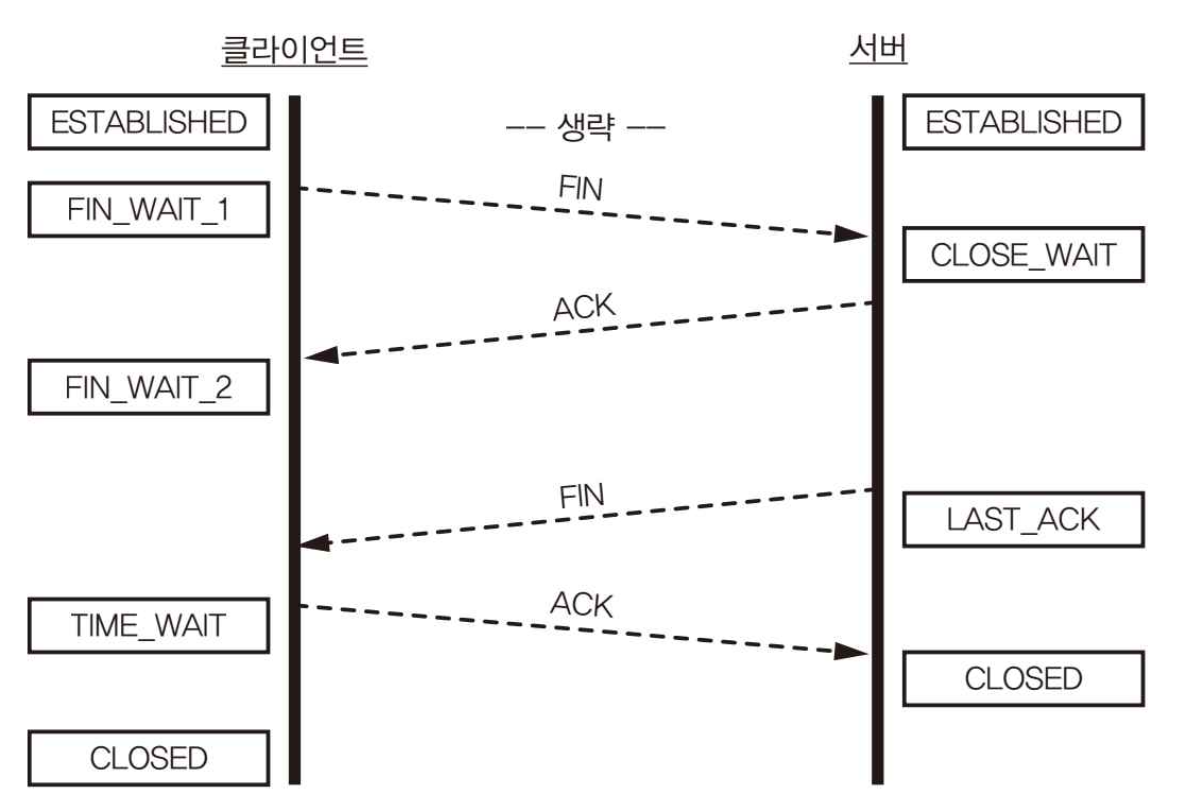 클라이언트
서버
ESTABLISHED
-- 생략 --
ESTABLISHED
FIN
FIN_WAIT_1
CLOSE_WAIT
ACK
FIN_WAIT_2
FIN
LAST_ACK
ACK
TIME_WAIT
CLOSED
CLOSED